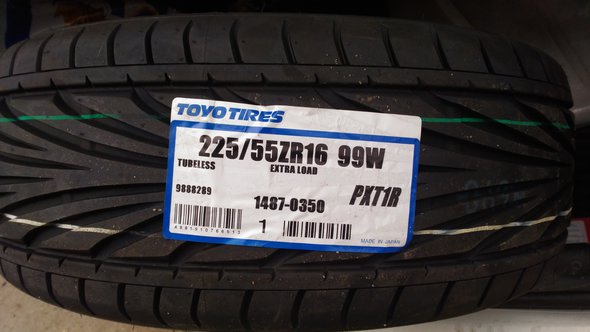 TOYO TIRES
225/55ZR16 99W
TUBELESS EXTRA LOAD
PXT1R
9888289
1487-0350
1
MADE IN JAPAN